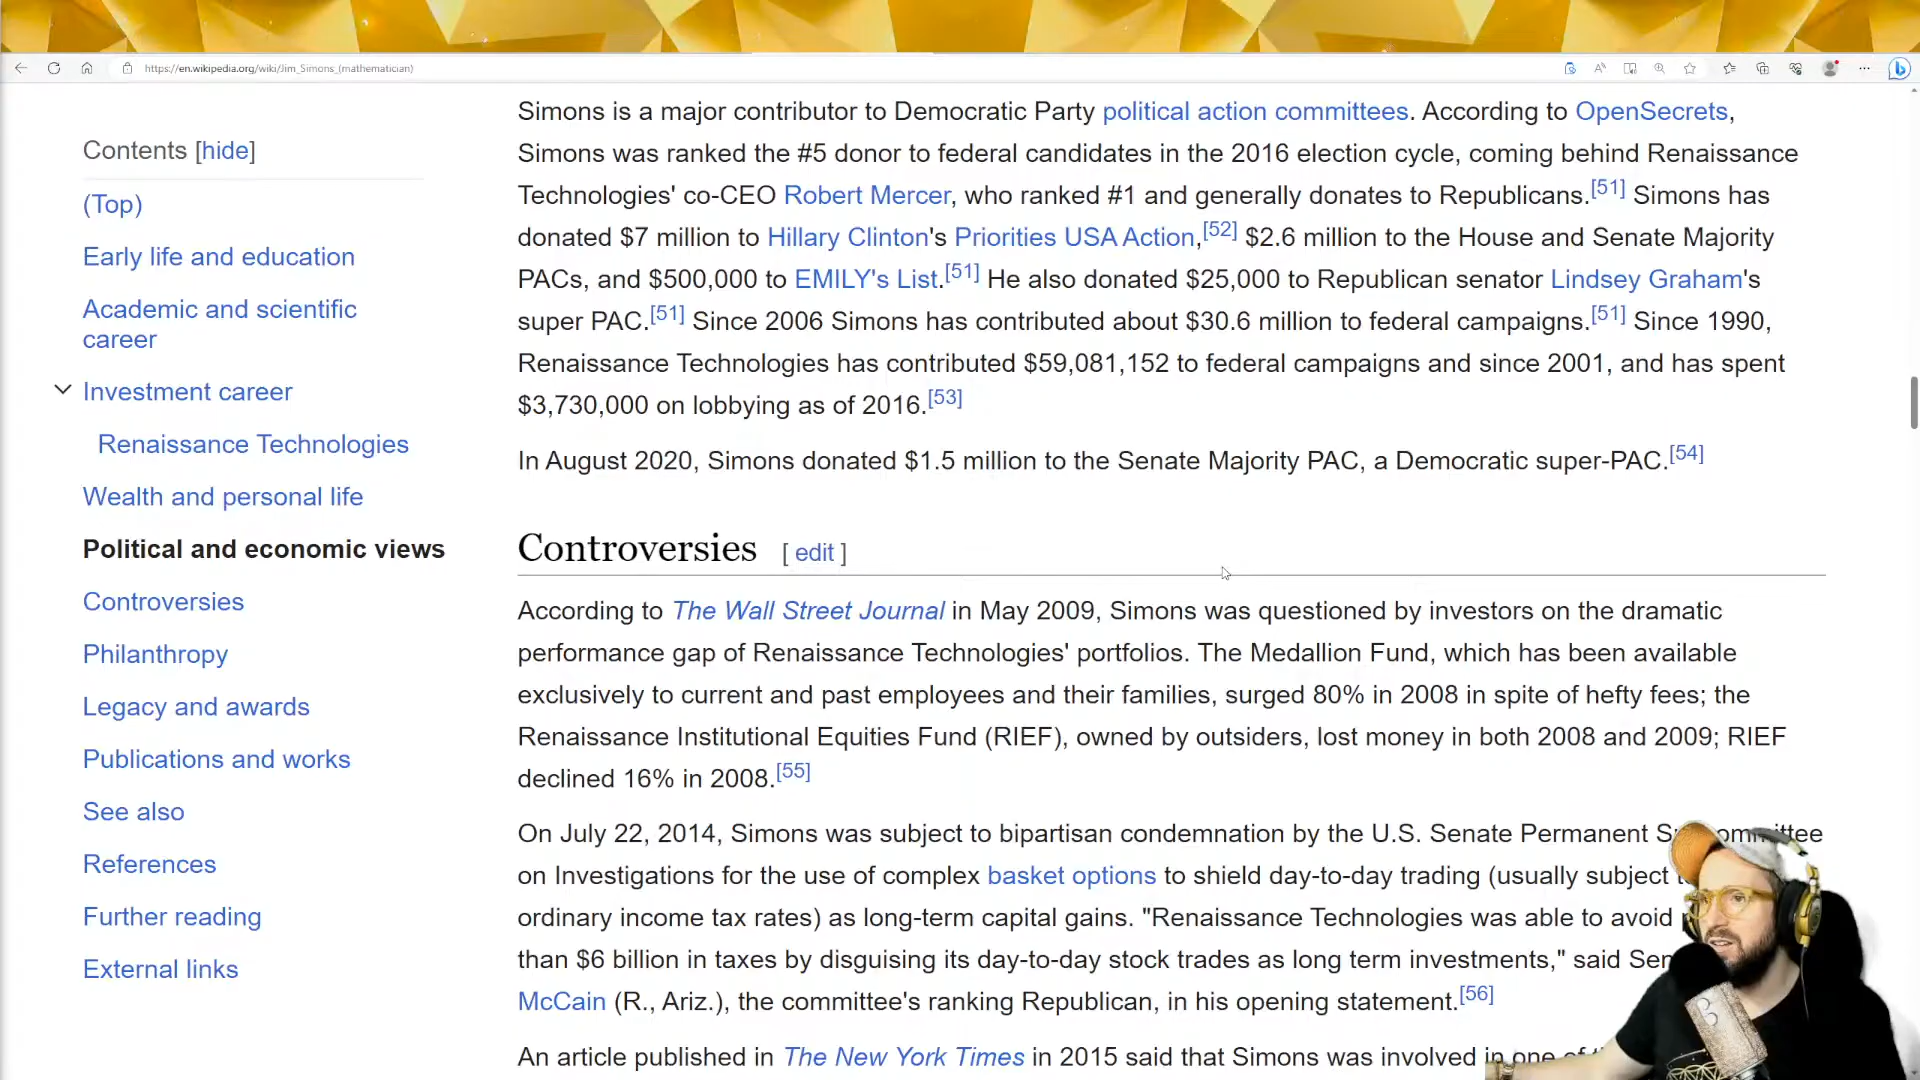 https://en.wikipedia.org/wiki/Jim_Simons_(mathematician)
Contents [hide]
(Top)
Early life and education
Academic and scientific
career
Investment career
Renaissance Technologies
Wealth and personal life
Political and economic views
Controversies
Philanthropy
Legacy and awards
Publications and works
See also
References
Further reading
External links
Simons is a major contributor to Democratic Party political action committees. According to OpenSecrets,
Simons was ranked the #5 donor to federal candidates in the 2016 election cycle, coming behind Renaissance
Technologies' co-CEO Robert Mercer, who ranked #1 and generally donates to Republicans.[51] Simons has
donated $7 million to Hillary Clinton's Priorities USA Action,[52] $2.6 million to the House and Senate Majority
PACs, and $500,000 to EMILY's List.[51] He also donated $25,000 to Republican senator Lindsey Graham's
super PAC.[51] Since 2006 Simons has contributed about $30.6 million to federal campaigns.[51] Since 1990,
Renaissance Technologies has contributed $59,081,152 to federal campaigns and since 2001, and has spent
$3,730,000 on lobbying as of 2016.[53]
In August 2020, Simons donated $1.5 million to the Senate Majority PAC, a Democratic super-PAC.[54]
Controversies [ edit ]
According to The Wall Street Journal in May 2009, Simons was questioned by investors on the dramatic
performance gap of Renaissance Technologies' portfolios. The Medallion Fund, which has been available
exclusively to current and past employees and their families, surged 80% in 2008 in spite of hefty fees; the
Renaissance Institutional Equities Fund (RIEF), owned by outsiders, lost money in both 2008 and 2009; RIEF
declined 16% in 2008.[55]
On July 22, 2014, Simons was subject to bipartisan condemnation by the U.S. Senate Permanent
on Investigations for the use of complex basket options to shield day-to-day trading (usually subject
ordinary income tax rates) as long-term capital gains. "Renaissance Technologies was able to avoid
than $6 billion in taxes by disguising its day-to-day stock trades as long term investments," said
McCain (R., Ariz.), the committee's ranking Republican, in his opening statement.[56]
An article published in The New York Times in 2015 said that Simons was involved in one of